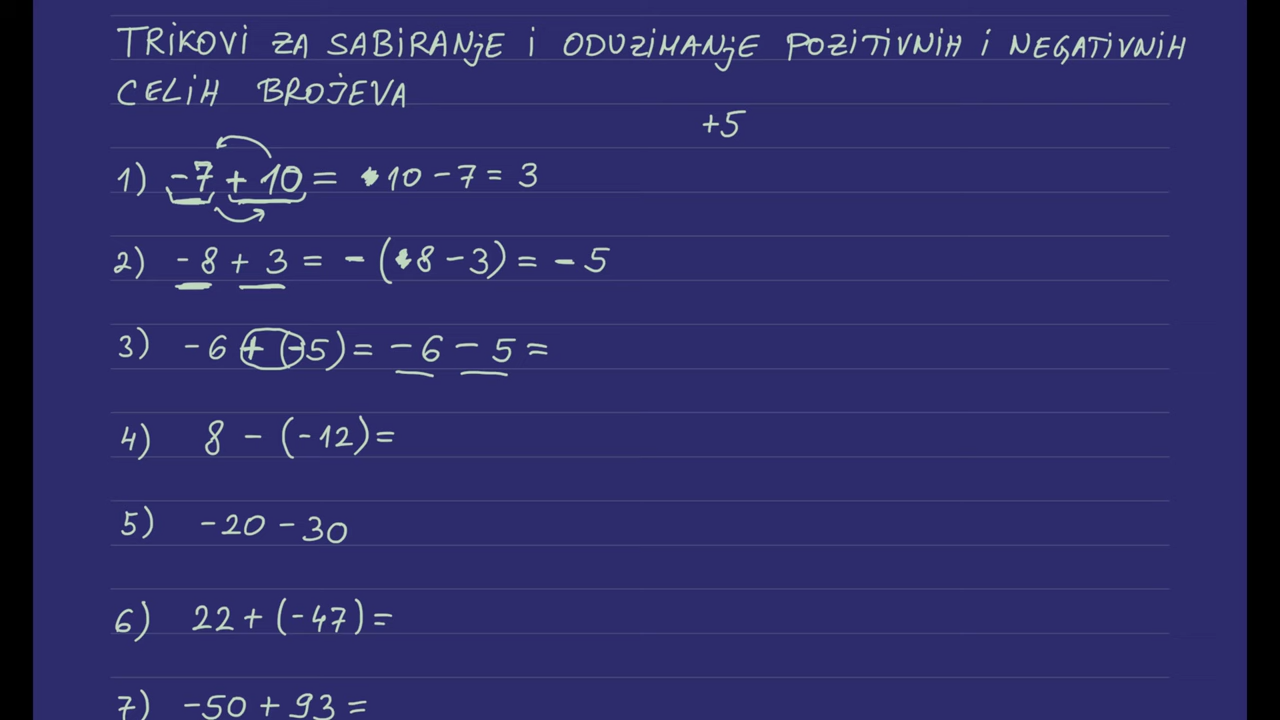 TRIKOVI ZA SABIRANJE I ODUZIMANJE POZITIVNIH I NEGATIVNIH
CELIH BROJEVA
+5
1) -7 + 10 = 10 - 7 = 3
2) - 8 + 3 = - (8 - 3) = - 5
3) - 6 + (-5) = - 6 - 5 =
4) 8 - (-12) =
5) -20 - 30
6) 22 + (-47) =
7) -50 + 93 =